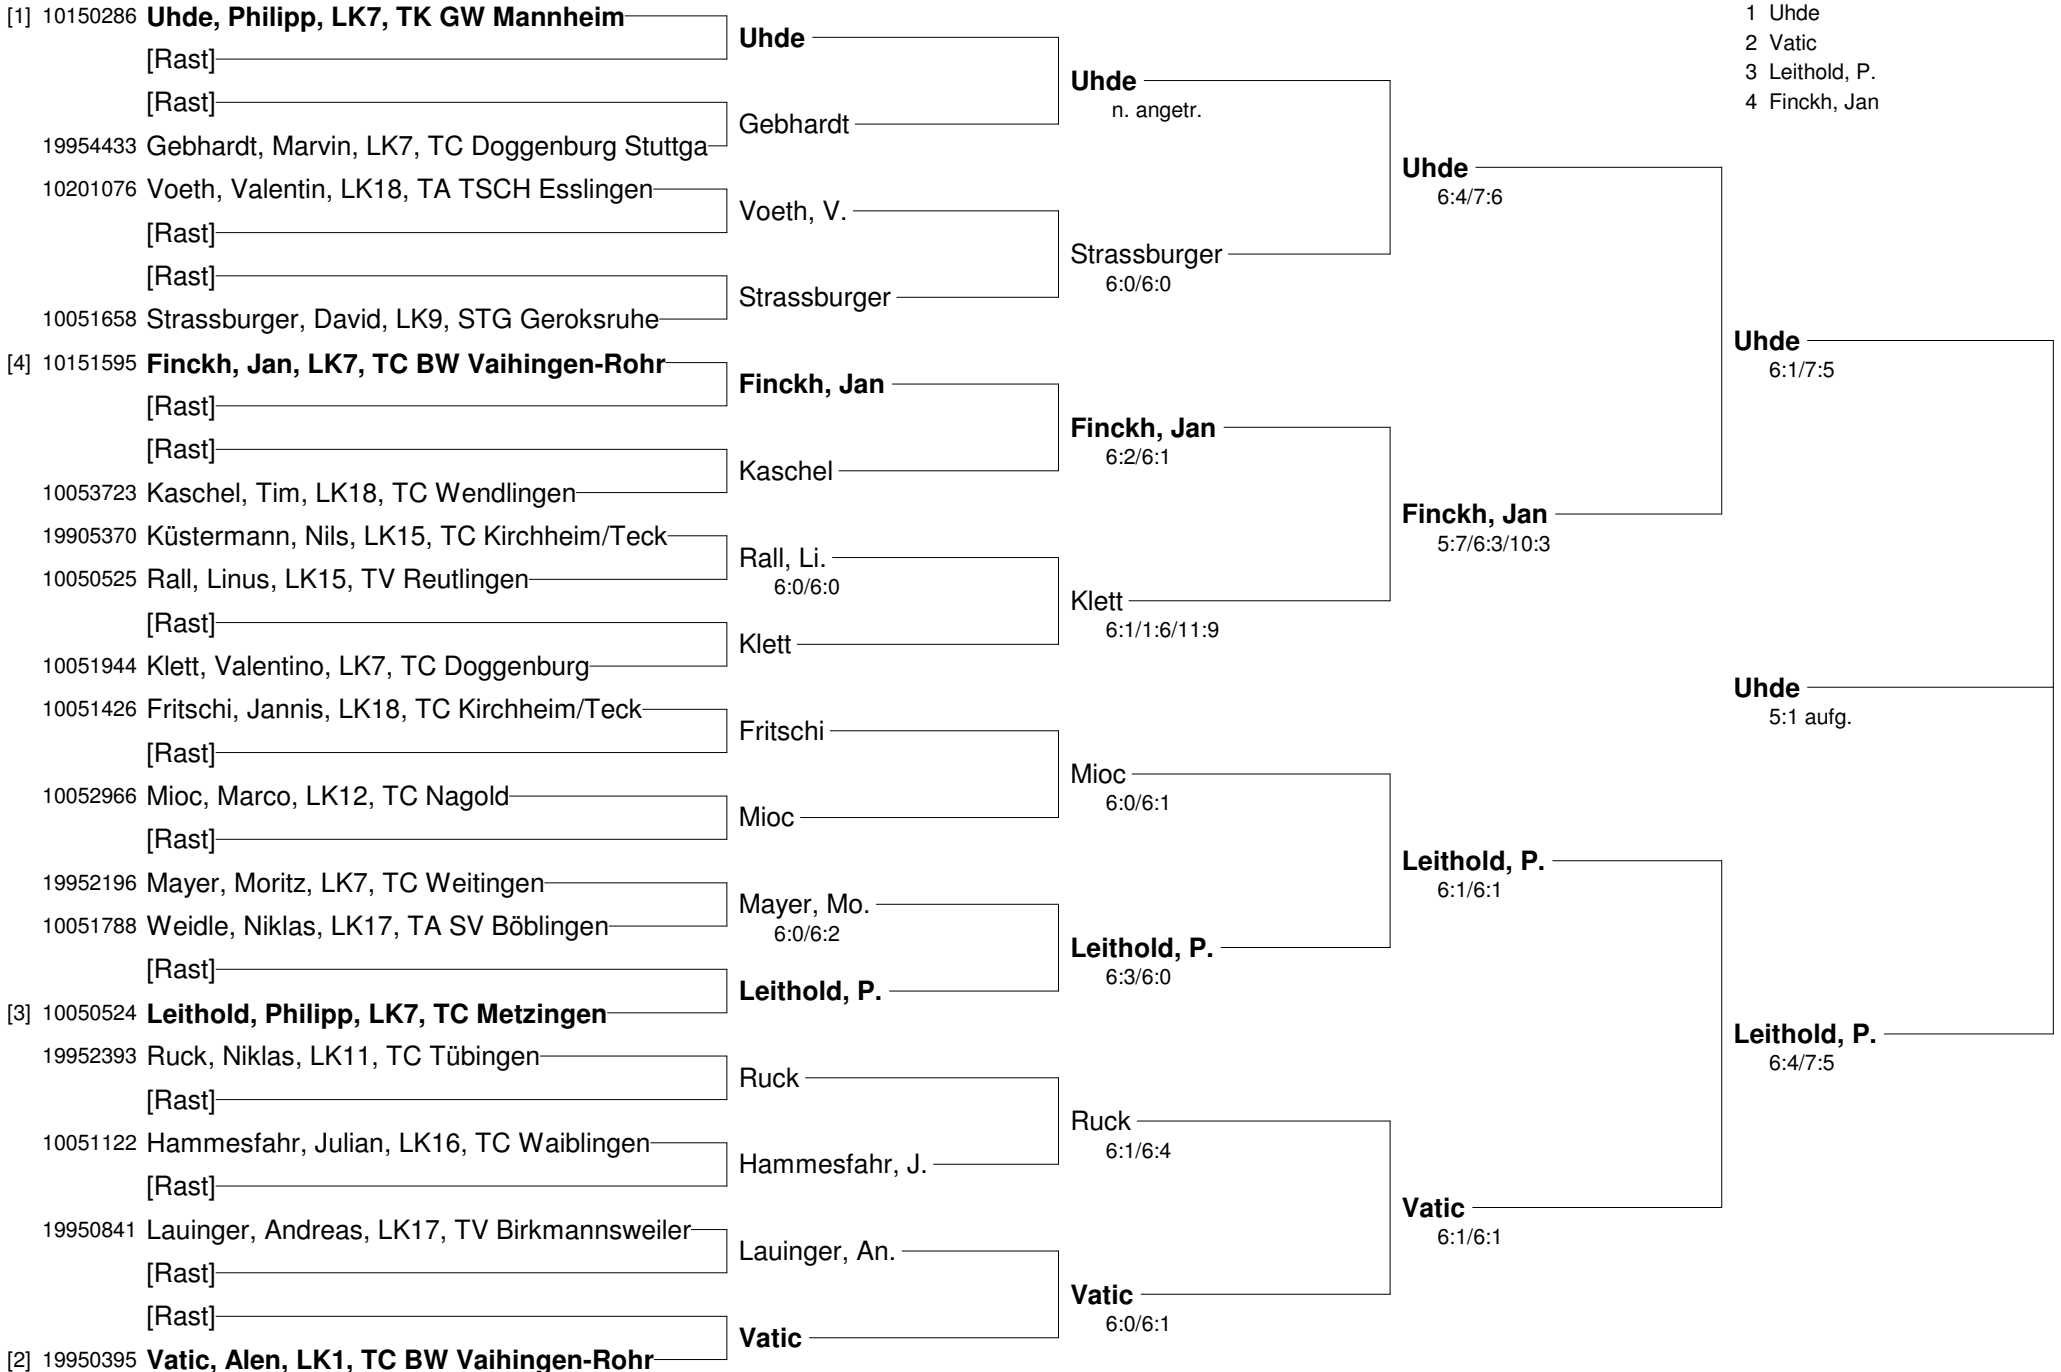 [1] 10150286 Uhde, Philipp, LK7, TK GW Mannheim
[Rast]
[Rast]
19954433 Gebhardt, Marvin, LK7, TC Doggenburg Stuttga
10201076 Voeth, Valentin, LK18, TA TSCH Esslingen
[Rast]
[Rast]
10051658 Strassburger, David, LK9, STG Geroksruhe
[4] 10151595 Finckh, Jan, LK7, TC BW Vaihingen-Rohr
[Rast]
[Rast]
10053723 Kaschel, Tim, LK18, TC Wendlingen
19905370 Küstermann, Nils, LK15, TC Kirchheim/Teck
10050525 Rall, Linus, LK15, TV Reutlingen
[Rast]
10051944 Klett, Valentino, LK7, TC Doggenburg
10051426 Fritschi, Jannis, LK18, TC Kirchheim/Teck
[Rast]
10052966 Mioc, Marco, LK12, TC Nagold
[Rast]
19952196 Mayer, Moritz, LK7, TC Weitingen
10051788 Weidle, Niklas, LK17, TA SV Böblingen
[Rast]
[3] 10050524 Leithold, Philipp, LK7, TC Metzingen
19952393 Ruck, Niklas, LK11, TC Tübingen
[Rast]
10051122 Hammesfahr, Julian, LK16, TC Waiblingen
[Rast]
19950841 Lauinger, Andreas, LK17, TV Birkmannsweiler
[Rast]
[Rast]
[2] 19950395 Vatic, Alen, LK1, TC BW Vaihingen-Rohr
Uhde
Gebhardt
Voeth, V.
Strassburger
Finckh, Jan
Kaschel
Rall, Li.
6:0/6:0
Klett
Fritschi
Mioc
Mayer, Mo.
6:0/6:2
Leithold, P.
Ruck
Hammesfahr, J.
Lauinger, An.
Vatic
Uhde
n. angetr.
Strassburger
6:0/6:0
Finckh, Jan
6:2/6:1
Klett
6:1/1:6/11:9
Mioc
6:0/6:1
Leithold, P.
6:3/6:0
Ruck
6:1/6:4
Vatic
6:0/6:1
Uhde
6:4/7:6
Finckh, Jan
5:7/6:3/10:3
Leithold, P.
6:1/6:1
Vatic
6:1/6:1
1 Uhde
2 Vatic
3 Leithold, P.
4 Finckh, Jan
Uhde
6:1/7:5
Uhde
5:1 aufg.
Leithold, P.
6:4/7:5